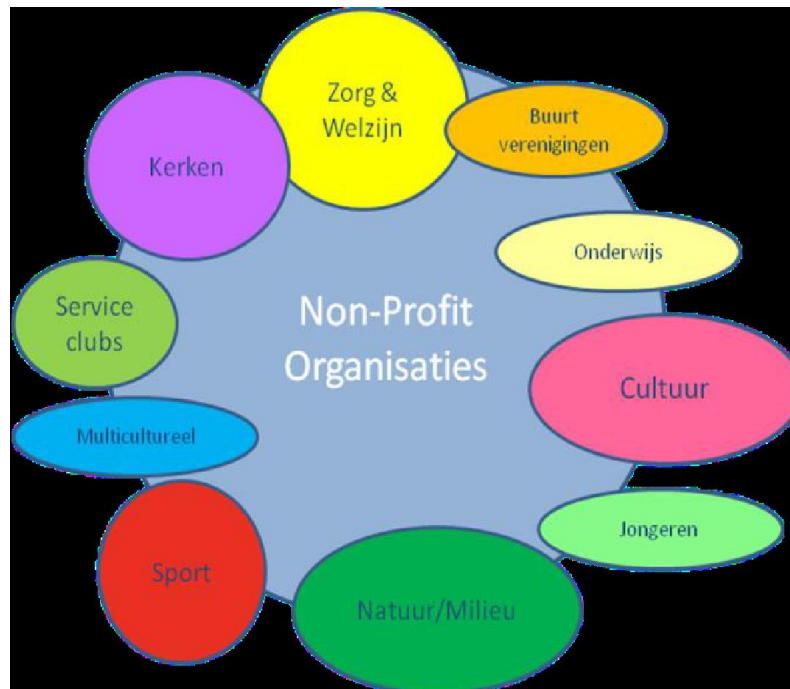 Zorg &
Welzijn
Buurt
verenigingen
Kerken
Onderwijs
Service
clubs
Non-Profit
Organisaties
Cultuur
Multicultureel
Jongeren
Sport
Natuur/Milieu